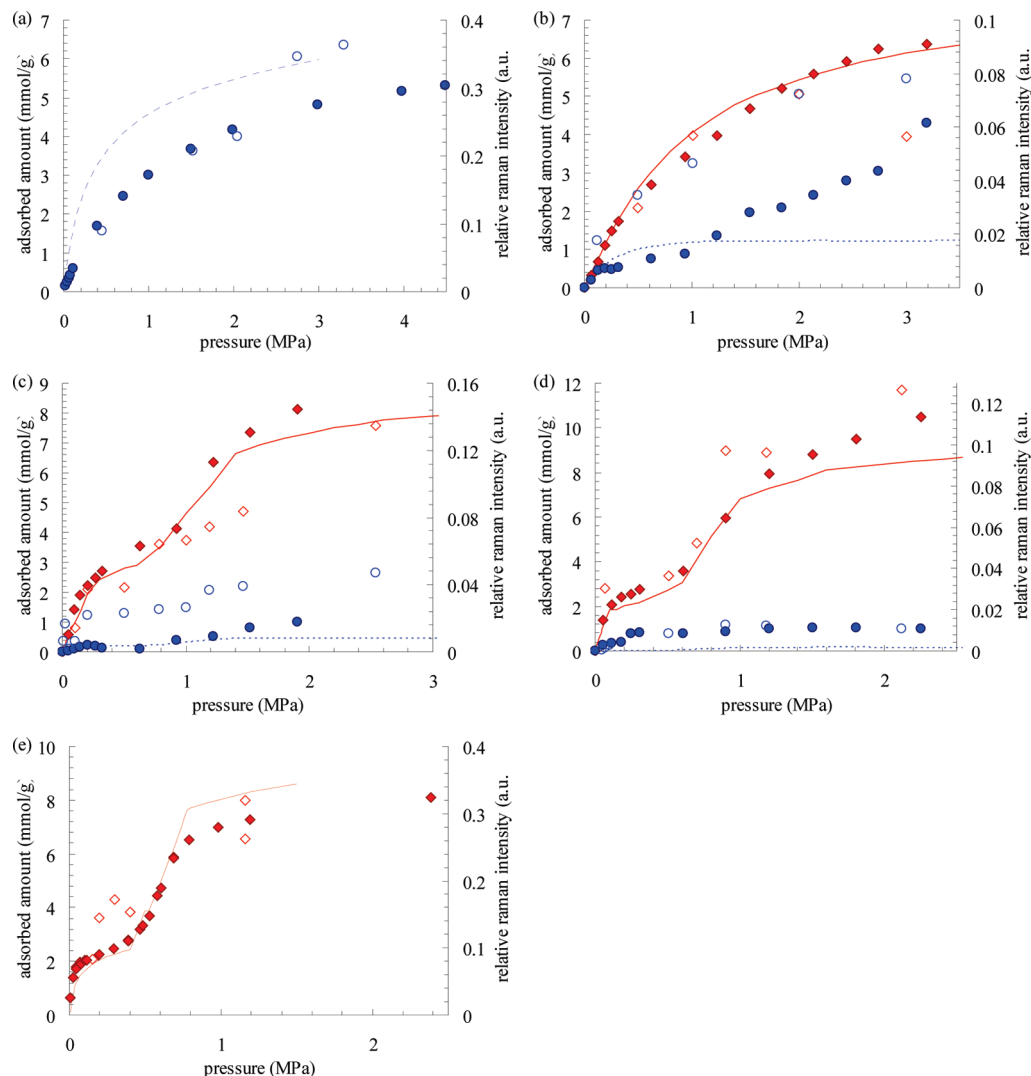 (a)
7
6
5
4
3
2
1
0
adsorbed amount (mmol/g)
0.4
0.3
0.2
0.1
0
relative raman intensity (a.u.
0 1 2 3 4
pressure (MPa)
(b)
7
6
5
4
3
2
1
0
adsorbed amount (mmol/g)
0.1
0.08
0.06
0.04
0.02
0
relative raman intensity (a.u.
0 1 2 3
pressure (MPa)
(c)
9
8
7
6
5
4
3
2
1
0
adsorbed amount (mmol/g)
0.16
0.12
0.08
0.04
0
relative raman intensity (a.u.
0 1 2 3
pressure (MPa)
(d)
12
10
8
6
4
2
0
adsorbed amount (mmol/g)
0.12
0.1
0.08
0.06
0.04
0.02
0
relative raman intensity (a.u.
0 1 2
pressure (MPa)
(e)
10
8
6
4
2
0
adsorbed amount (mmol/g)
0.4
0.3
0.2
0.1
0
relative raman intensity (a.u.
0 1 2
pressure (MPa)